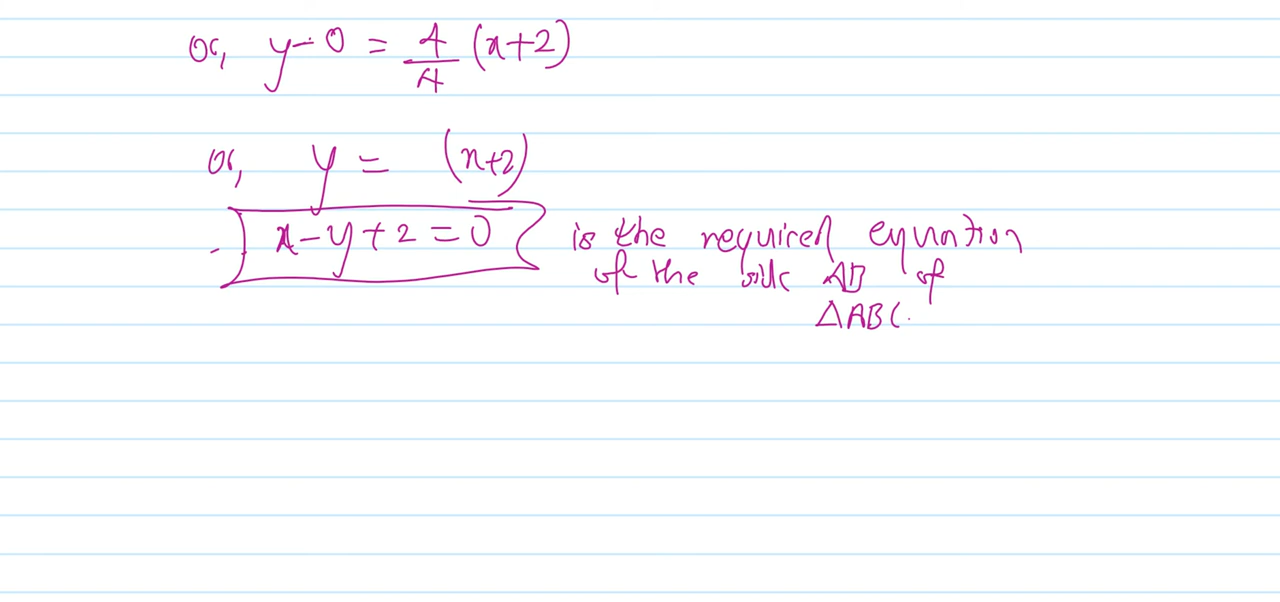 or, y-0 = 4/4 (x+2)
or, y = (x+2)
∴ x-y+2=0 is the required equation
of the side AB of
△ABC.